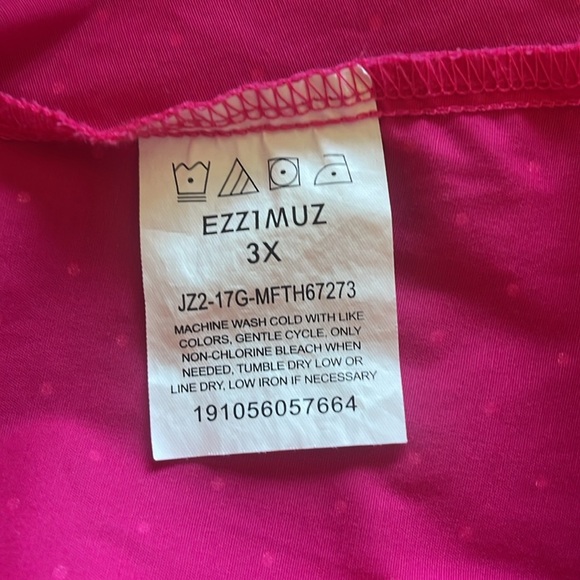 EZZ1MUZ
3X
JZ2-17G-MFTH67273
MACHINE WASH COLD WITH LIKE
COLORS, GENTLE CYCLE. ONLY
NON-CHLORINE BLEACH WHEN
NEEDED, TUMBLE DRY LOW OR
LINE DRY, LOW IRON IF NECESSARY
191056057664